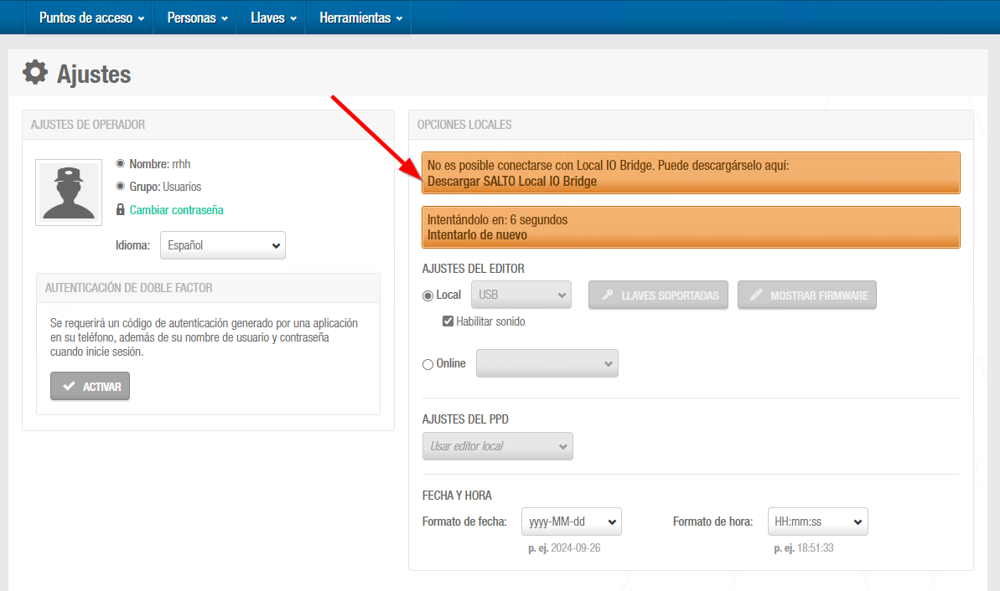 Puntos de acceso Personas Llaves Herramientas
Ajustes
AJUSTES DE OPERADOR
Nombre: rrhh
Grupo: Usuarios
Cambiar contraseña
Idioma: Español
AUTENTICACIÓN DE DOBLE FACTOR
Se requerirá un código de autenticación generado por una aplicación
en su teléfono, además de su nombre de usuario y contraseña
cuando inicie sesión.
ACTIVAR
OPCIONES LOCALES
No es posible conectarse con Local IO Bridge. Puede descargárselo aquí:
Descargar SALTO Local IO Bridge
Intentándolo en: 6 segundos
Intentarlo de nuevo
AJUSTES DEL EDITOR
Local USB LLAVES SOPORTADAS MOSTRAR FIRMWARE
Habilitar sonido
Online
AJUSTES DEL PPD
Usar editor local
FECHA Y HORA
Formato de fecha: yyyy-MM-dd Formato de hora: HH:mm:ss
p. ej. 2024-09-26 p. ej. 18:51:33